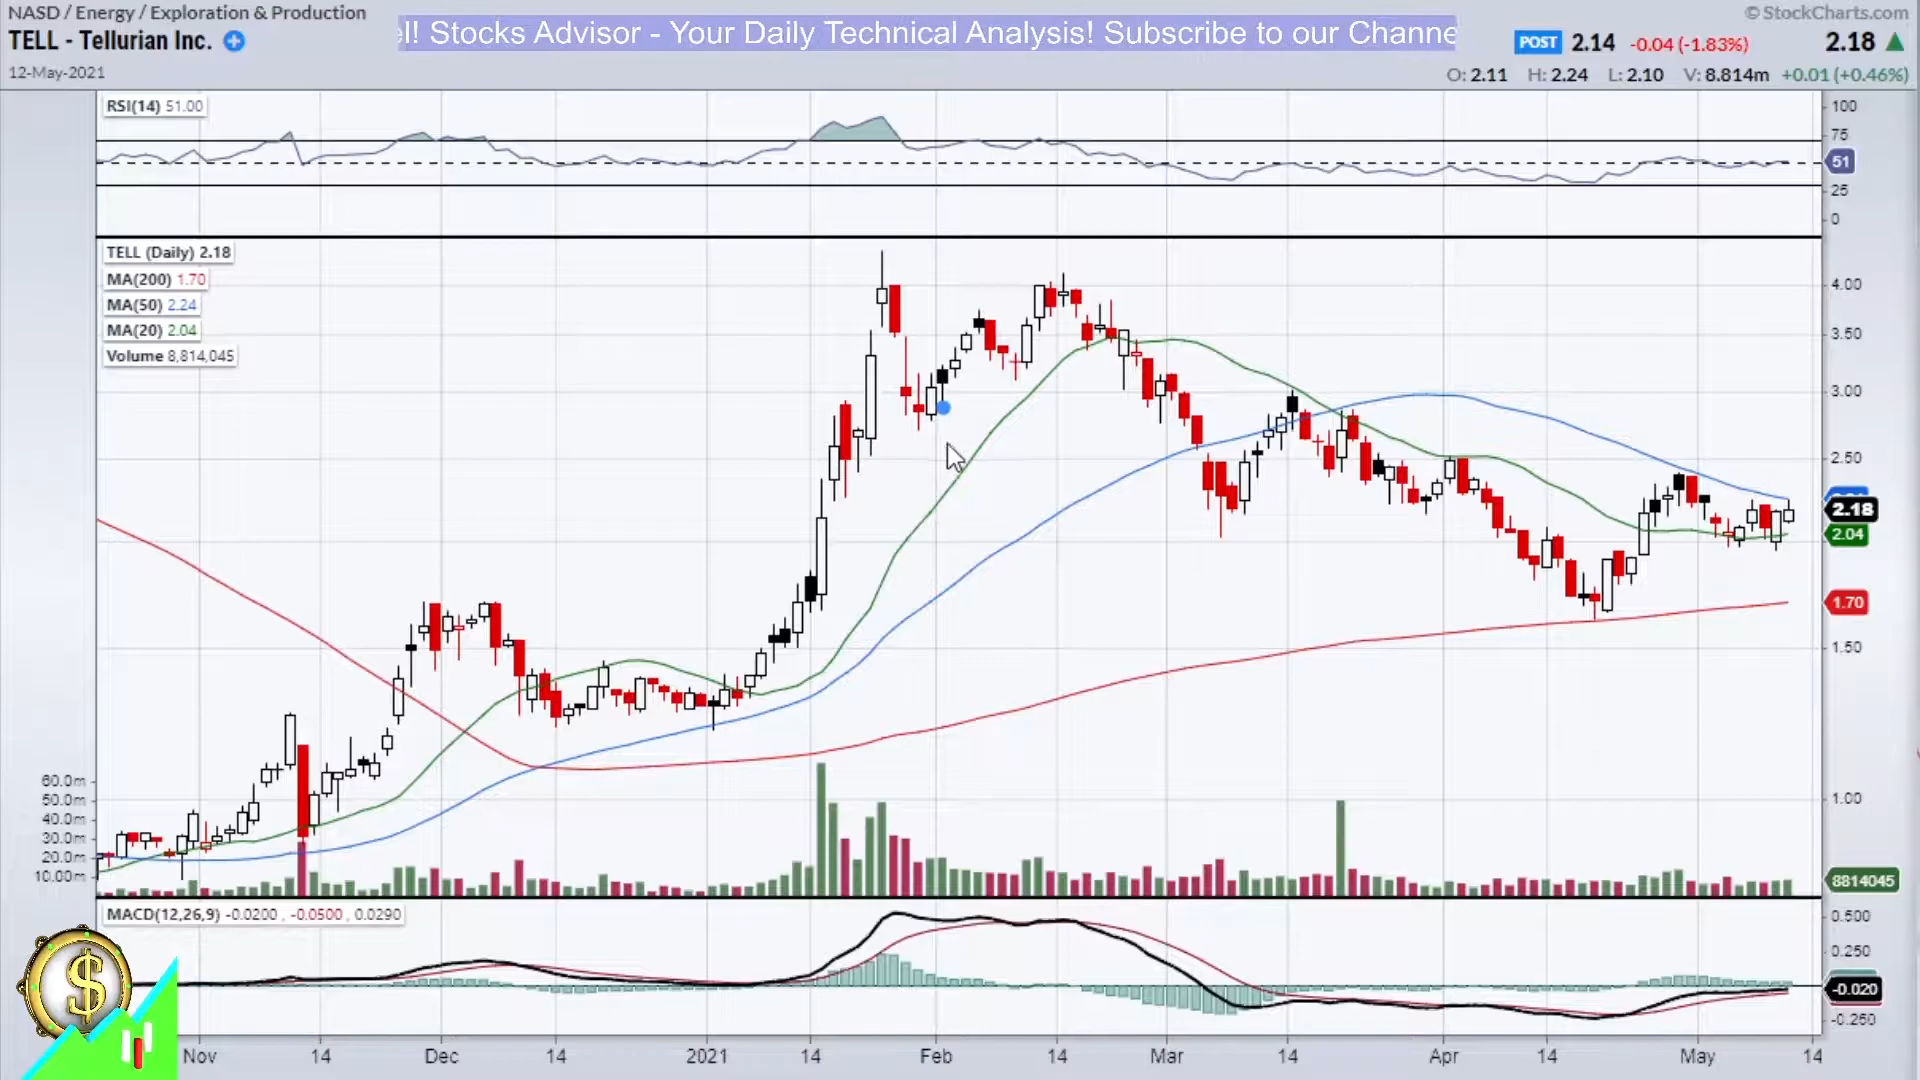 NASD / Energy / Exploration & Production
l! Stocks Advisor - Your Daily Technical Analysis! Subscribe to our Channe
© StockCharts.com
TELL - Tellurian Inc.
POST 2.14 -0.04 (-1.83%) 2.18
12-May-2021
O: 2.11 H: 2.24 L: 2.10 V: 8.814m +0.01 (+0.46%)
RSI(14) 51.00
100
75
51
25
0
TELL (Daily) 2.18
MA(200) 1.70
MA(50) 2.24
MA(20) 2.04
Volume 8,814,045
4.00
3.50
3.00
2.50
2.18
2.04
1.70
1.50
1.00
60.0m
50.0m
40.0m
30.0m
20.0m
10.00m
8814045
MACD(12,26,9) -0.0200 , -0.0500 , 0.0290
0.500
0.250
-0.020
-0.250
$
Nov 14 Dec 14 2021 14 Feb 14 Mar 14 Apr 14 May 14